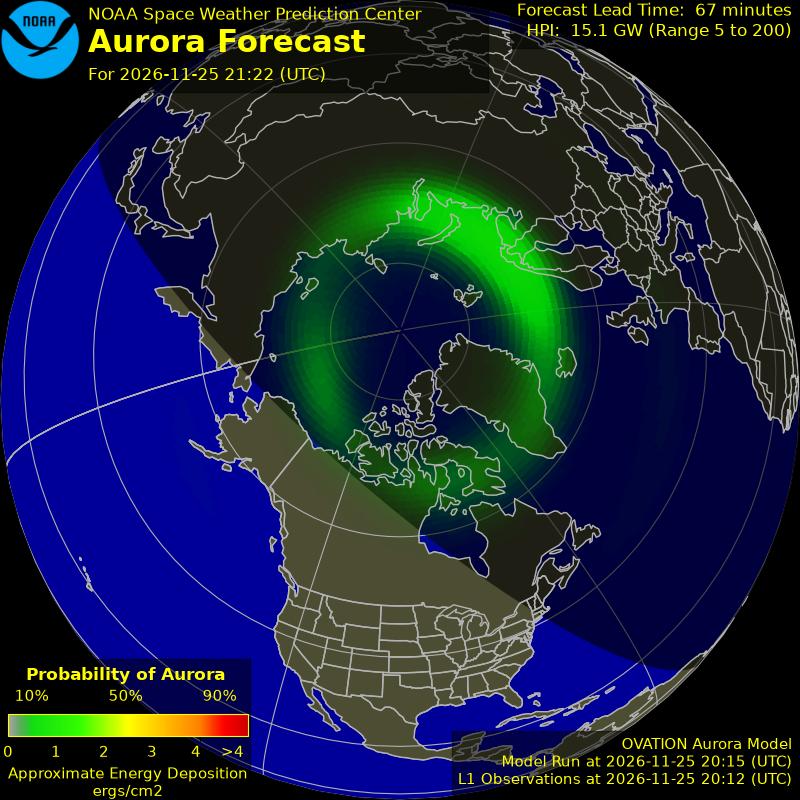 NOAA
NOAA Space Weather Prediction Center
Aurora Forecast
For 2026-11-25 21:22 (UTC)
Forecast Lead Time: 67 minutes
HPI: 15.1 GW (Range 5 to 200)
Probability of Aurora
10% 50% 90%
0 1 2 3 4 >4
Approximate Energy Deposition
ergs/cm2
OVATION Aurora Model
Model Run at 2026-11-25 20:15 (UTC)
L1 Observations at 2026-11-25 20:12 (UTC)